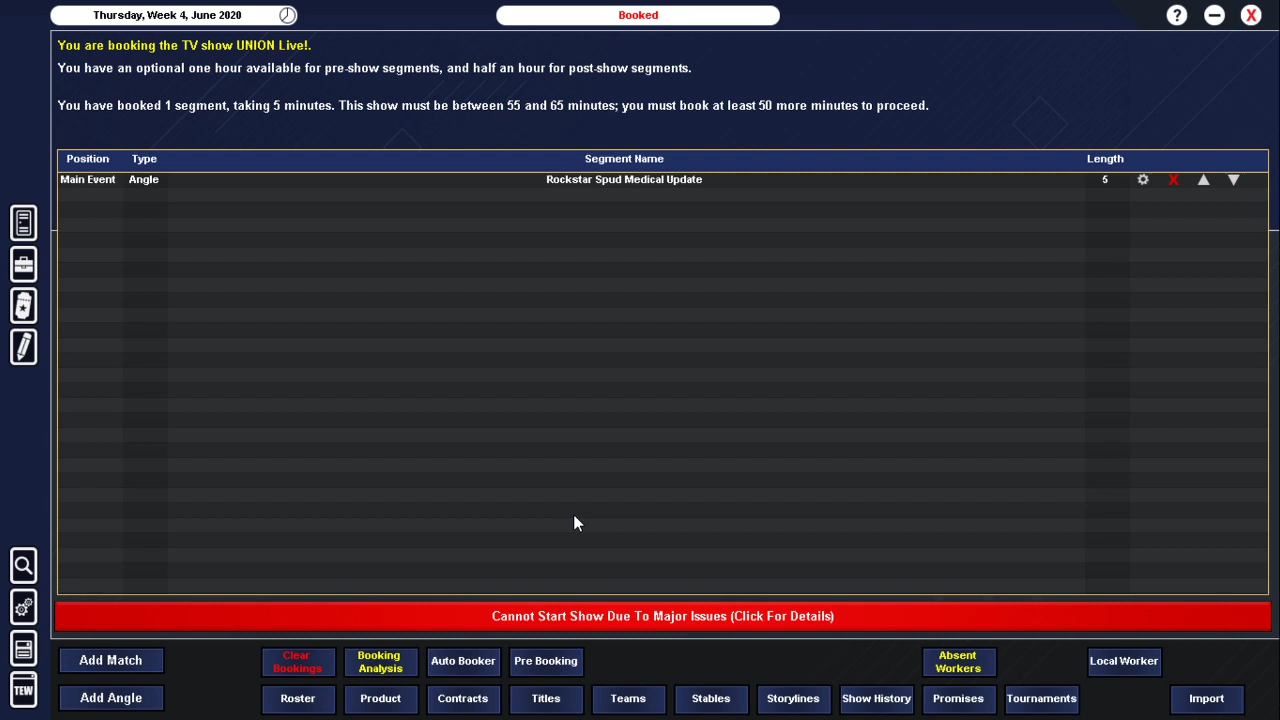 Thursday, Week 4, June 2020
Booked
? – X
You are booking the TV show UNION Live!.
You have an optional one hour available for pre-show segments, and half an hour for post-show segments.
You have booked 1 segment, taking 5 minutes. This show must be between 55 and 65 minutes; you must book at least 50 more minutes to proceed.
Position Type Segment Name Length
Main Event Angle Rockstar Spud Medical Update 5 X
Cannot Start Show Due To Major Issues (Click For Details)
Add Match Clear Bookings Booking Analysis Auto Booker Pre Booking Absent Workers Local Worker
TEW
Add Angle Roster Product Contracts Titles Teams Stables Storylines Show History Promises Tournaments Import